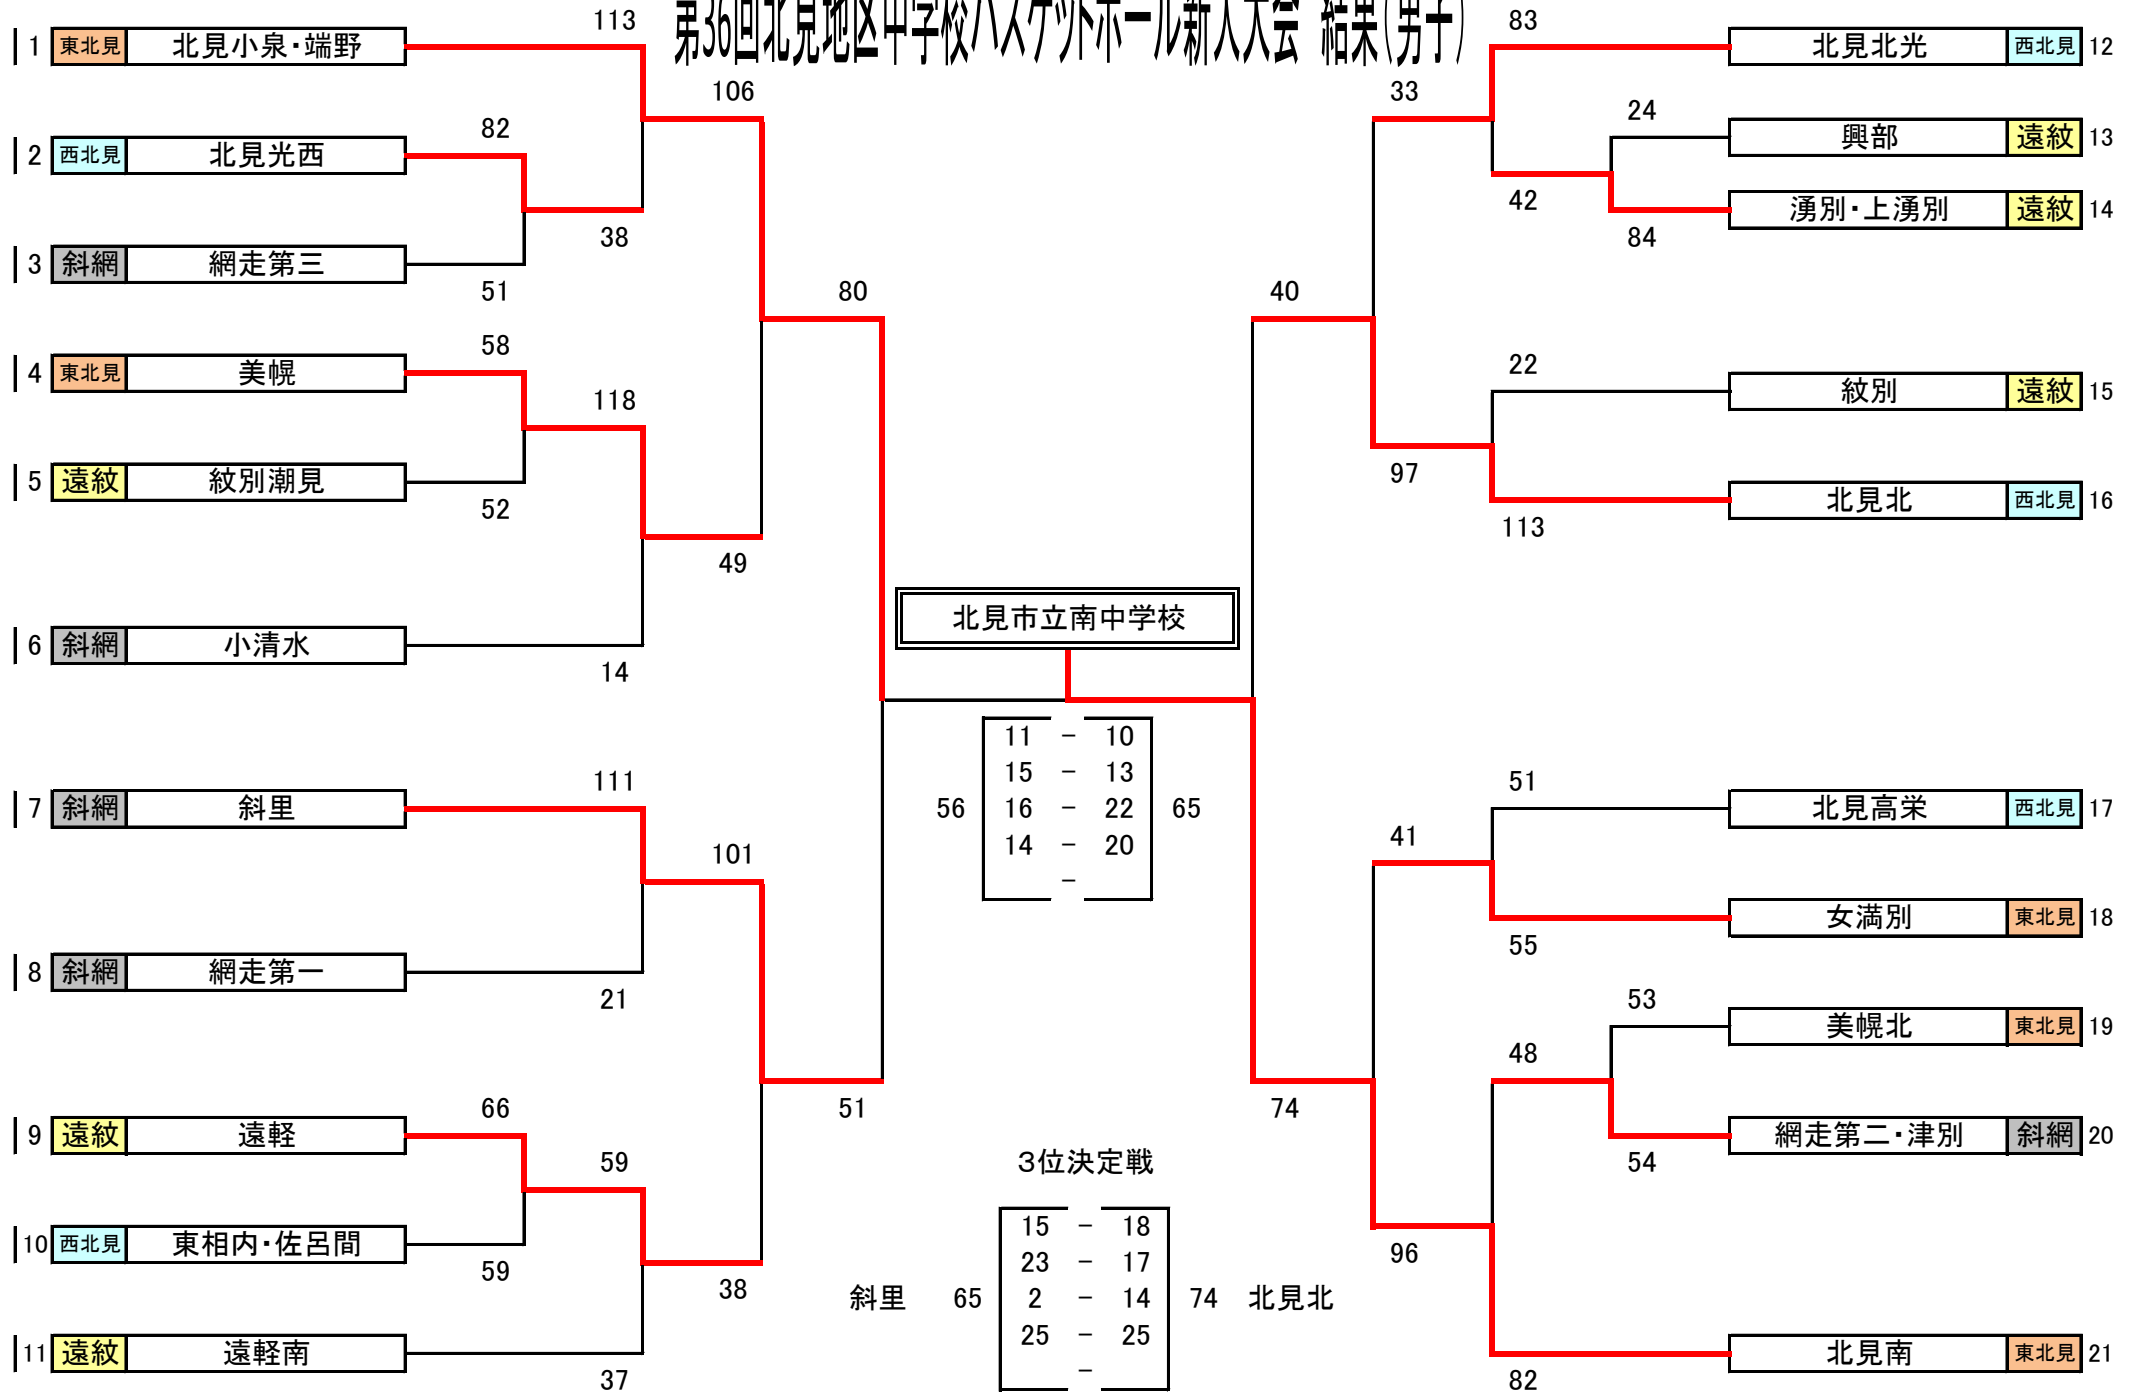 第36回北見地区中学校バスケットボール新人大会 結果(男子)
1 東北見 北見小泉・端野
113
106
2 西北見 北見光西
82
38
3 斜網 網走第三
51
80
4 東北見 美幌
58
118
5 遠紋 紋別潮見
52
49
6 斜網 小清水
14
7 斜網 斜里
111
101
8 斜網 網走第一
21
51
9 遠紋 遠軽
66
59
10 西北見 東相内・佐呂間
59
38
11 遠紋 遠軽南
37
北見市立南中学校
56
11 - 10
15 - 13
16 - 22
14 - 20
-
65
3位決定戦
斜里 65
15 - 18
23 - 17
2 - 14
25 - 25
-
74 北見北
83
北見北光 西北見 12
33
24
興部 遠紋 13
42
湧別・上湧別 遠紋 14
84
40
22
紋別 遠紋 15
97
北見北 西北見 16
113
51
北見高栄 西北見 17
41
女満別 東北見 18
55
74
53
美幌北 東北見 19
48
網走第二・津別 斜網 20
54
96
北見南 東北見 21
82